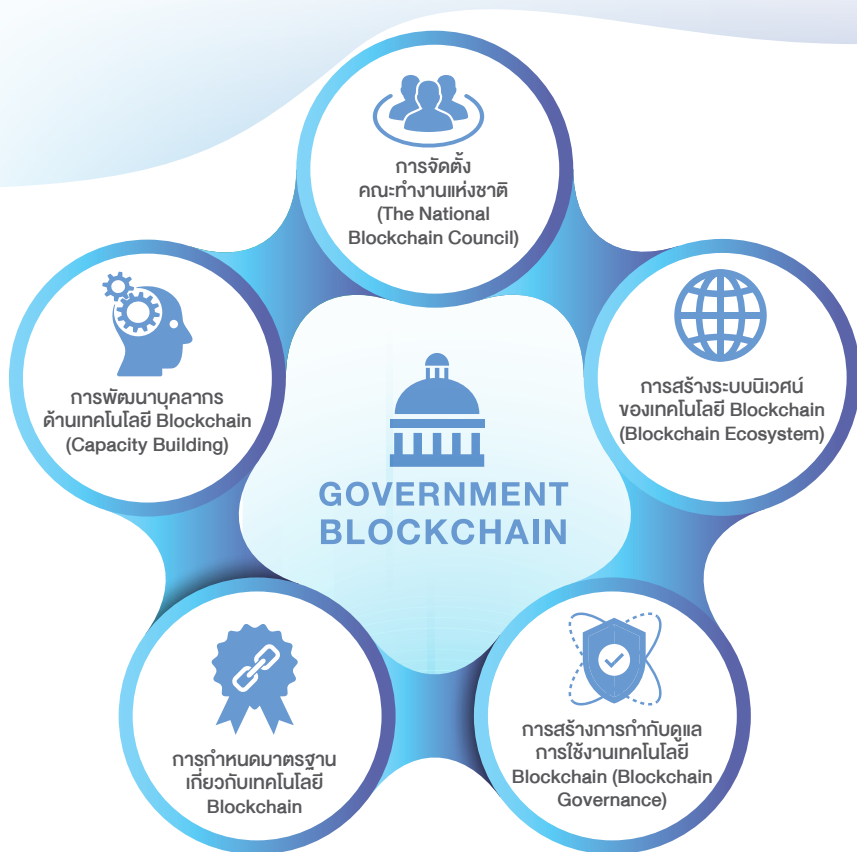 การจัดตั้ง
คณะทำงานแห่งชาติ
(The National
Blockchain Council)
การพัฒนาบุคลากร
ด้านเทคโนโลยี Blockchain
(Capacity Building)
การสร้างระบบนิเวศน์
ของเทคโนโลยี Blockchain
(Blockchain Ecosystem)
GOVERNMENT
BLOCKCHAIN
การกำหนดมาตรฐาน
เกี่ยวกับเทคโนโลยี
Blockchain
การสร้างการกำกับดูแล
การใช้งานเทคโนโลยี
Blockchain (Blockchain
Governance)